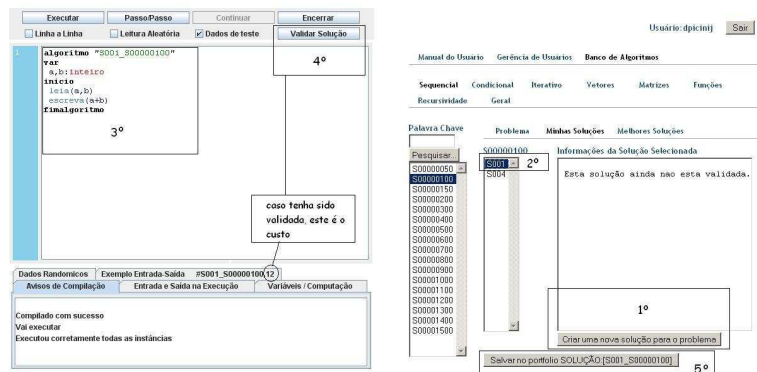 Executar Passo/Passo Continuar Encerrar
Linha a Linha Leitura Aleatória Dados de teste Validar Solução
1
algoritmo "S001_S00000100"
var
a,b:inteiro
inicio
leia(a,b)
escreva(a+b)
fimalgoritmo
3º
4º
caso tenha sido
validada, este é o
custo
Dados Randomicos Exemplo Entrada-Saída #S001_S00000100,12
Avisos de Compilação Entrada e Saída na Execução Variáveis / Computação
Compilado com sucesso
Vai executar
Executou corretamente todas as instâncias
Usuário: dpicinij Sair
Manual do Usuário Gerência de Usuários Banco de Algoritmos
Sequencial Condicional Iterativo Vetores Matrizes Funções
Recursividade Geral
Palavra Chave
Pesquisar...
Problema Minhas Soluções Melhores Soluções
S00000100 Informações da Solução Selecionada
S001
S004
2º
Esta solução ainda nao esta validada.
S00000050
S00000100
S00000150
S00000200
S00000300
S00000400
S00000500
S00000600
S00000700
S00000800
S00000900
S00001000
S00001100
S00001200
S00001300
S00001400
S00001500
1º
Criar uma nova solução para o problema
Salvar no portfolio SOLUÇÃO:[S001_S00000100]
5º